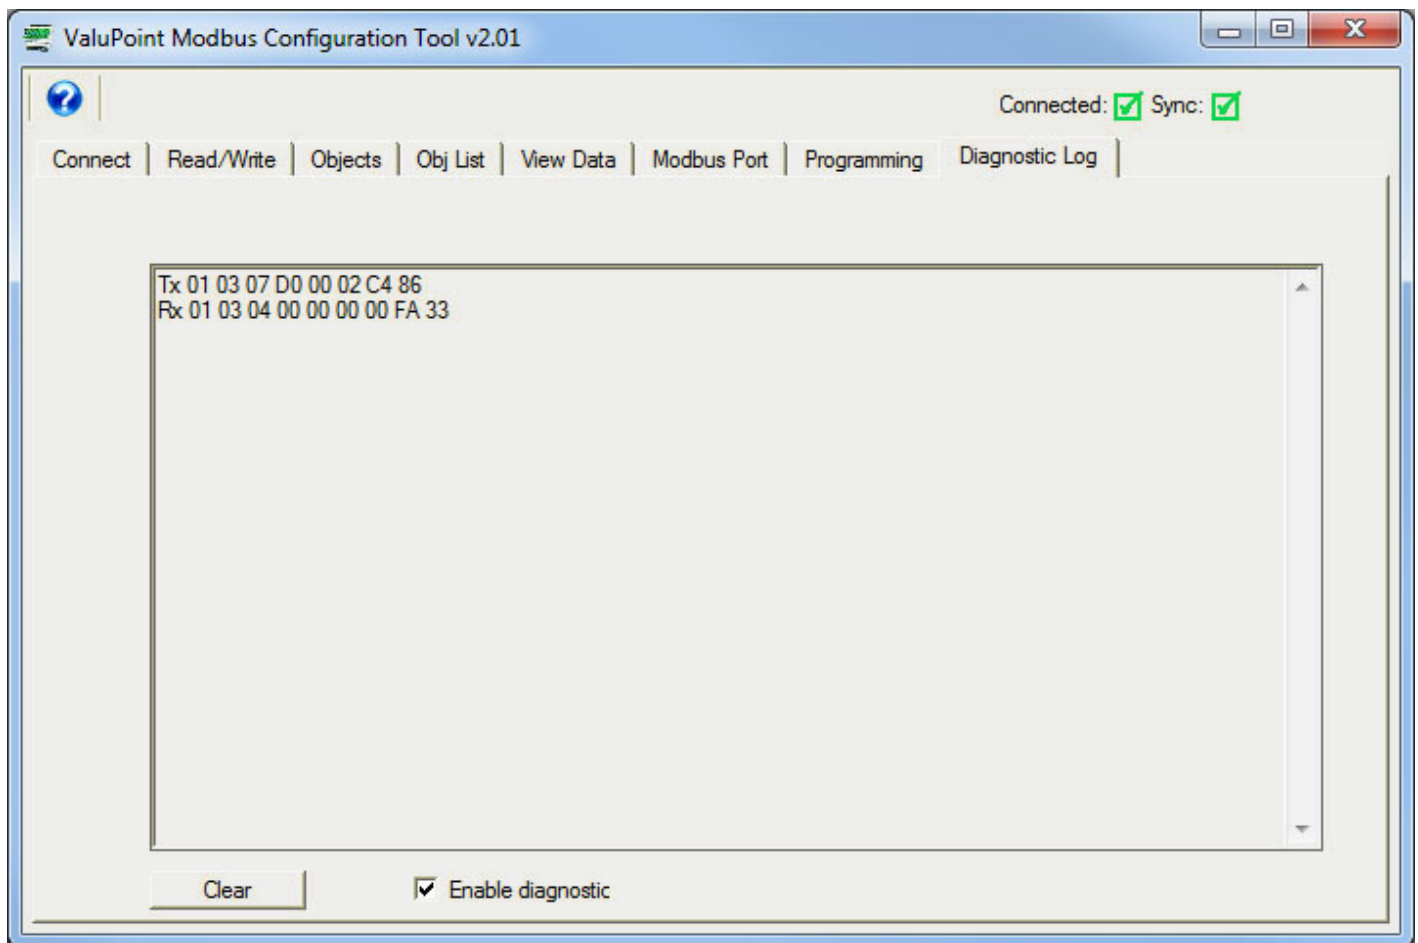 ValuPoint Modbus Configuration Tool v2.01
Connected: Sync:
Connect Read/Write Objects Obj List View Data Modbus Port Programming Diagnostic Log
Tx 01 03 07 D0 00 02 C4 86
Rx 01 03 04 00 00 00 00 FA 33
Clear Enable diagnostic